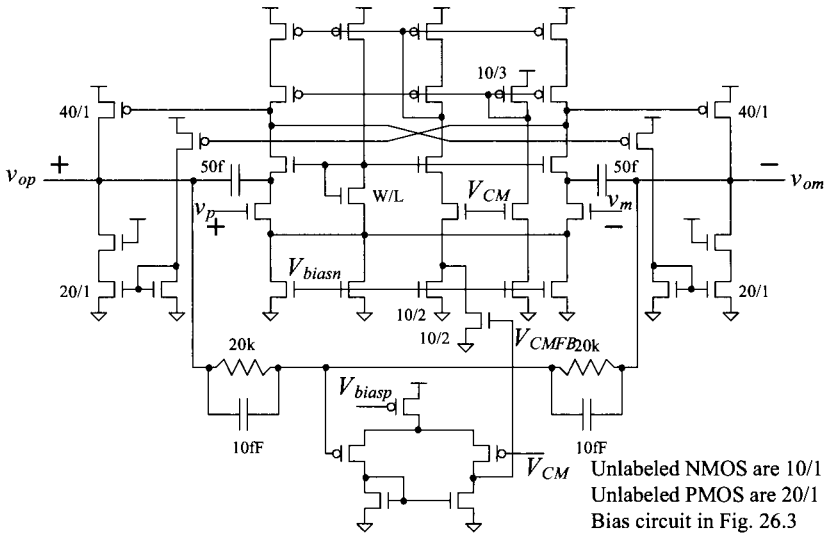 10/3
40/1
40/1
+
−
50f
50f
v_op
v_om
W/L
V_CM
v_p
v_m
+
−
V_biasn
20/1
20/1
10/2
10/2
V_CMFB
20k
20k
V_biasp
10fF
10fF
V_CM
Unlabeled NMOS are 10/1
Unlabeled PMOS are 20/1
Bias circuit in Fig. 26.3